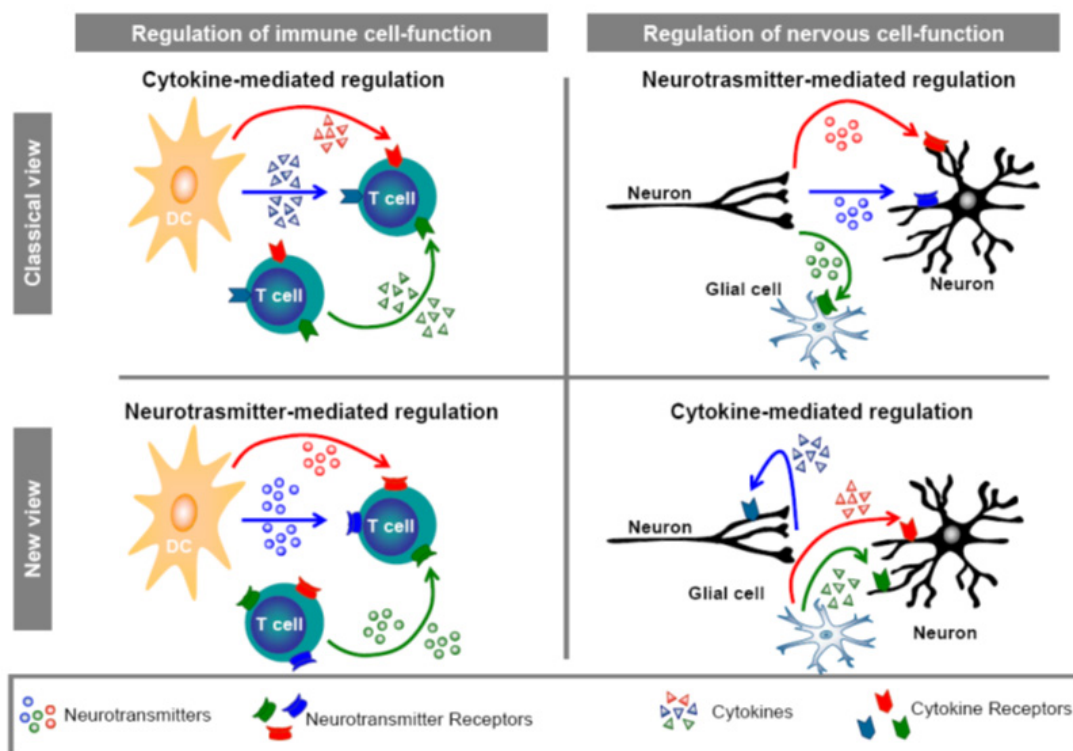 Regulation of immune cell-function
Regulation of nervous cell-function
Classical view
Cytokine-mediated regulation
DC
T cell
T cell
Neurotrasmitter-mediated regulation
Neuron
Neuron
Glial cell
New view
Neurotrasmitter-mediated regulation
DC
T cell
T cell
Cytokine-mediated regulation
Neuron
Glial cell
Neuron
Neurotransmitters
Neurotransmitter Receptors
Cytokines
Cytokine Receptors